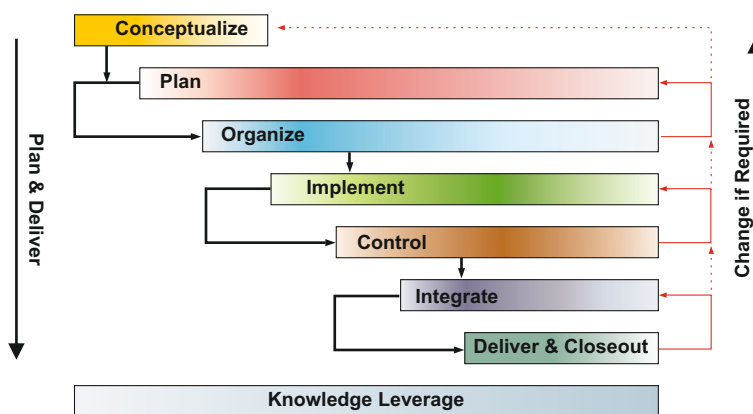 Conceptualize
Plan
Organize
Implement
Control
Integrate
Deliver & Closeout
Knowledge Leverage
Plan & Deliver
Change if Required